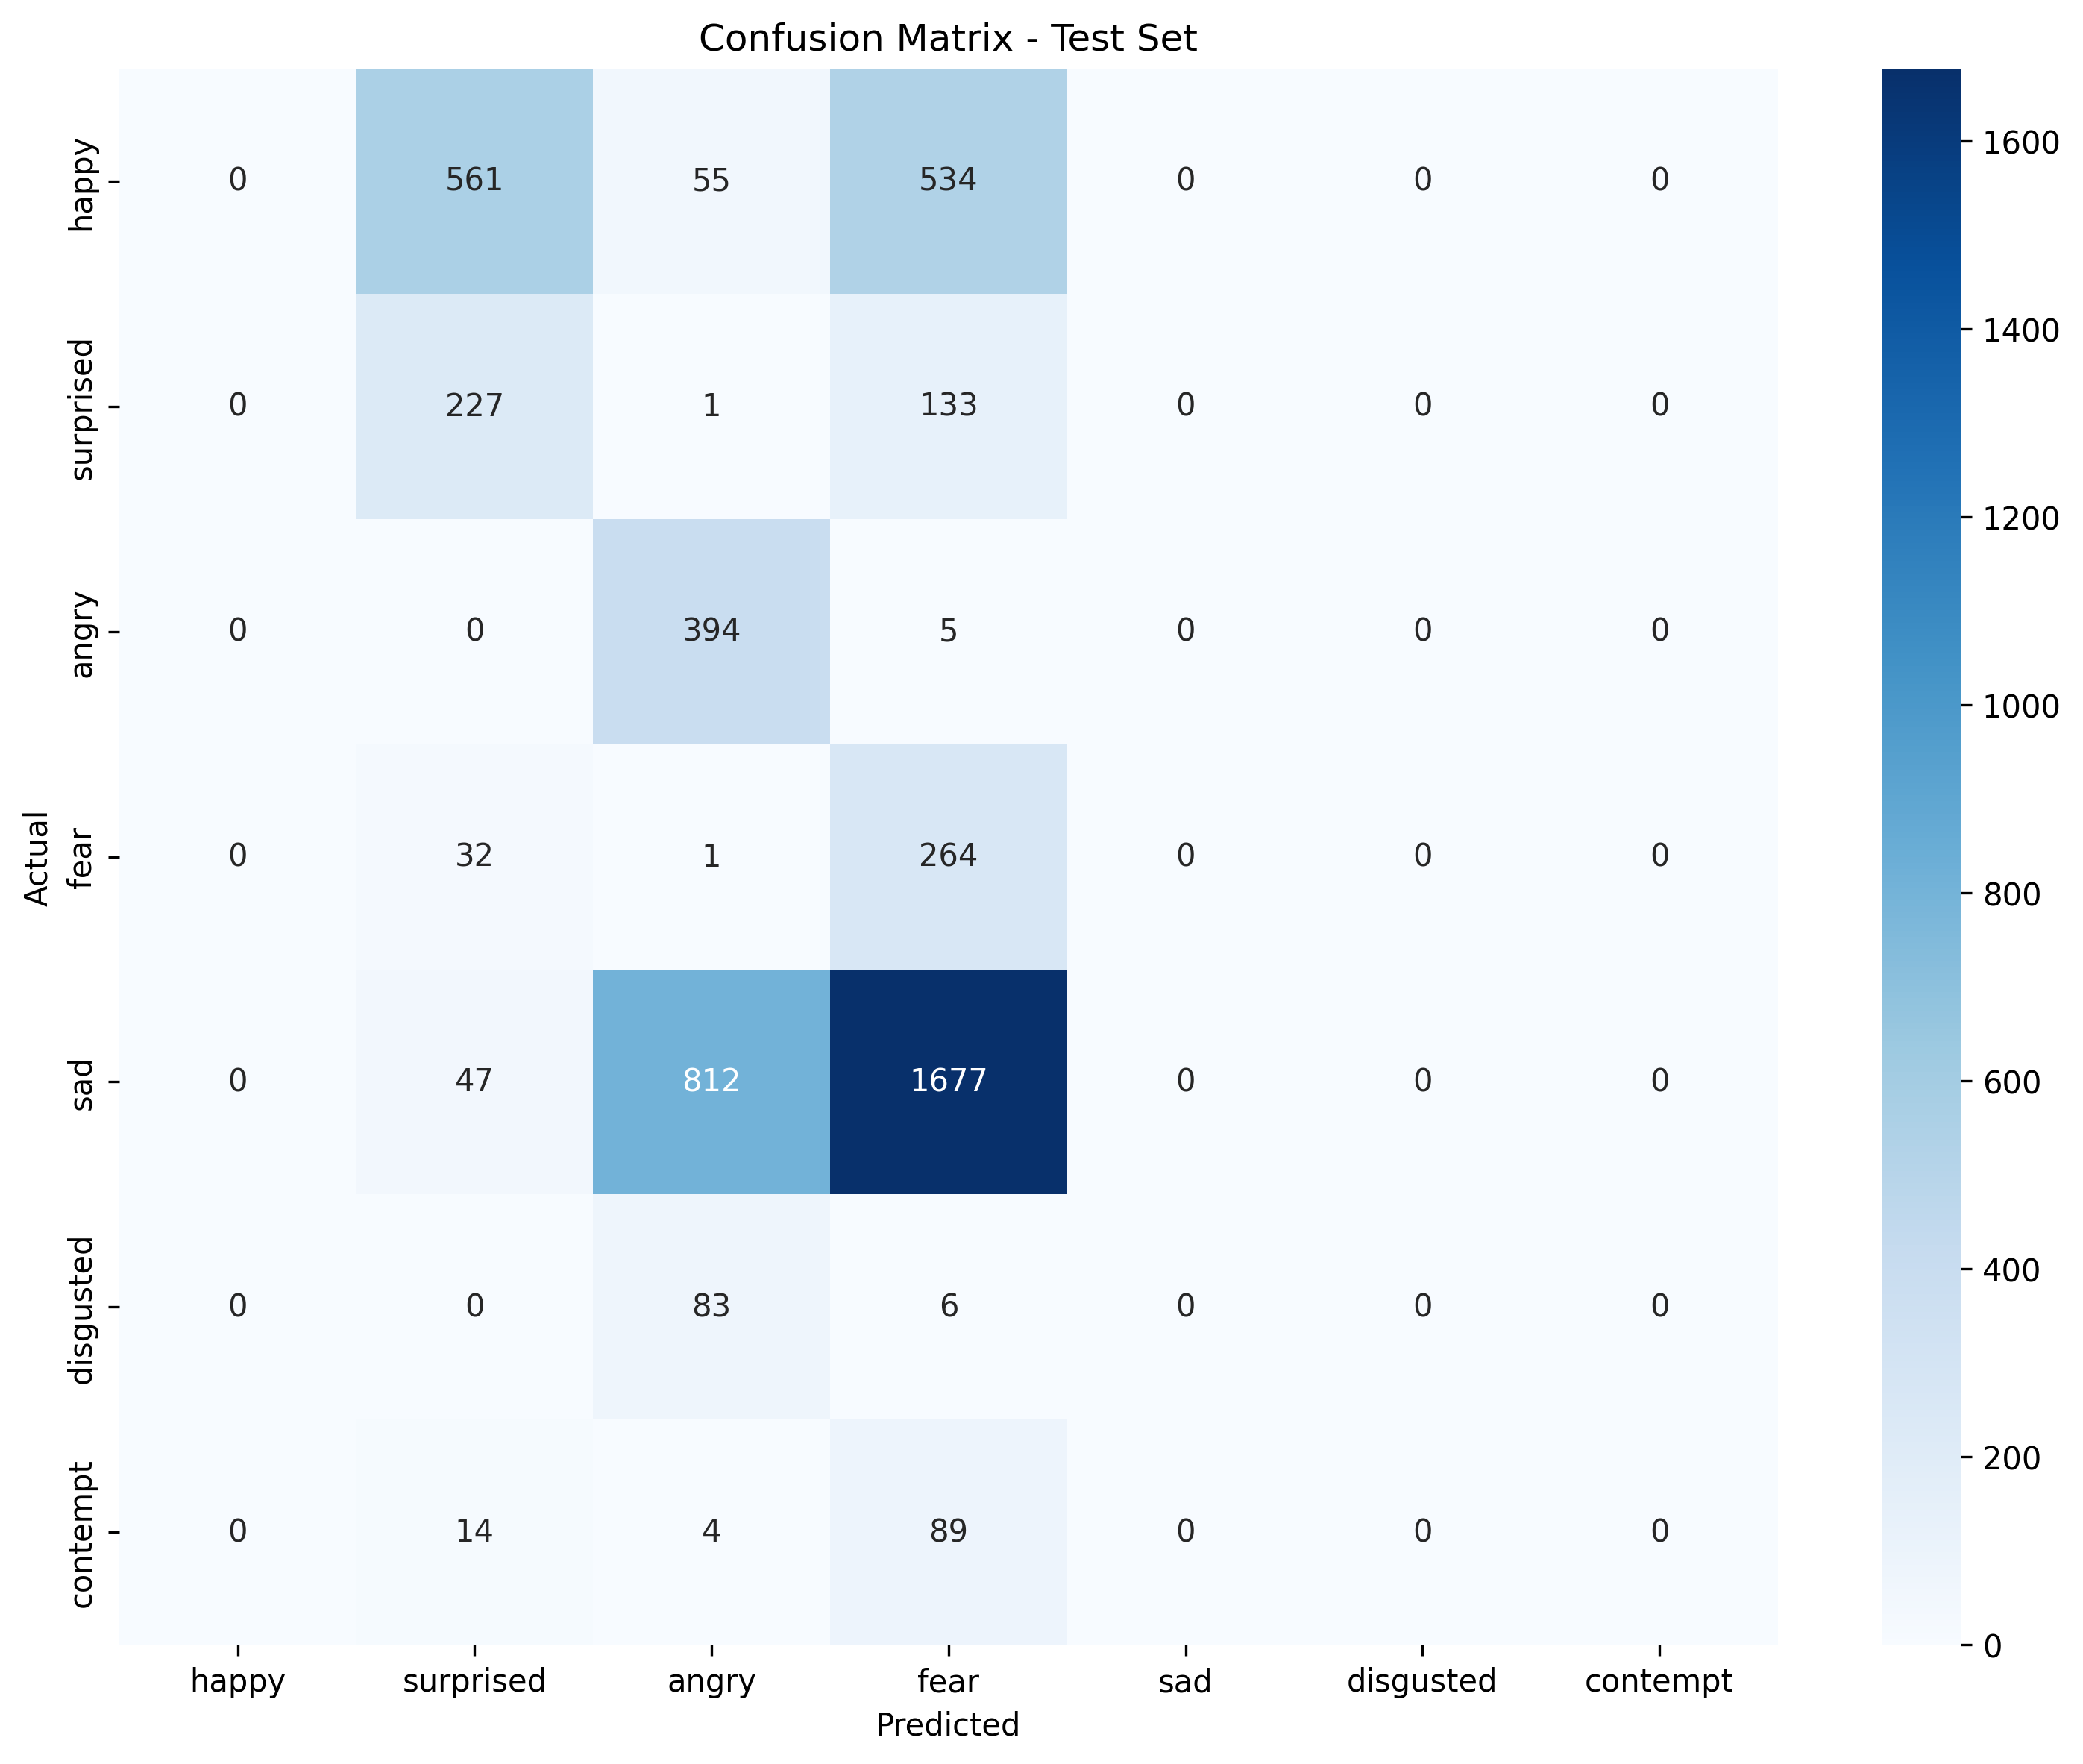 Confusion Matrix - Test Set
Actual
happy 0 561 55 534 0 0 0
surprised 0 227 1 133 0 0 0
angry 0 0 394 5 0 0 0
fear 0 32 1 264 0 0 0
sad 0 47 812 1677 0 0 0
disgusted 0 0 83 6 0 0 0
contempt 0 14 4 89 0 0 0
happy surprised angry fear sad disgusted contempt
Predicted
1600
1400
1200
1000
800
600
400
200
0